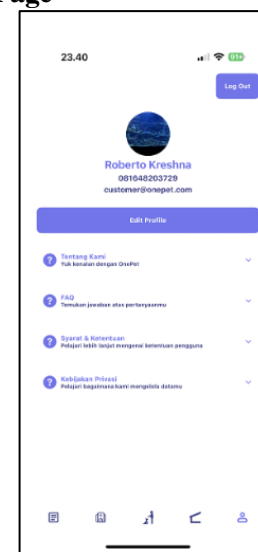 age
23.40
Log Out
Roberto Kreshna
081648203729
customer@onepet.com
Edit Profile
Tentang Kami
Yuk kenalan dengan OnePet
FAQ
Temukan jawaban atas pertanyaanmu
Syarat & Ketentuan
Pelajari lebih lanjut mengenai ketentuan pengguna
Kebijakan Privasi
Pelajari bagaimana kami mengelola datamu